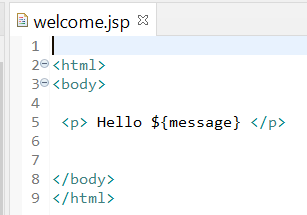 welcome.jsp
1
2 <html>
3 <body>
4
5 <p> Hello ${message} </p>
6
7
8 </body>
9 </html>